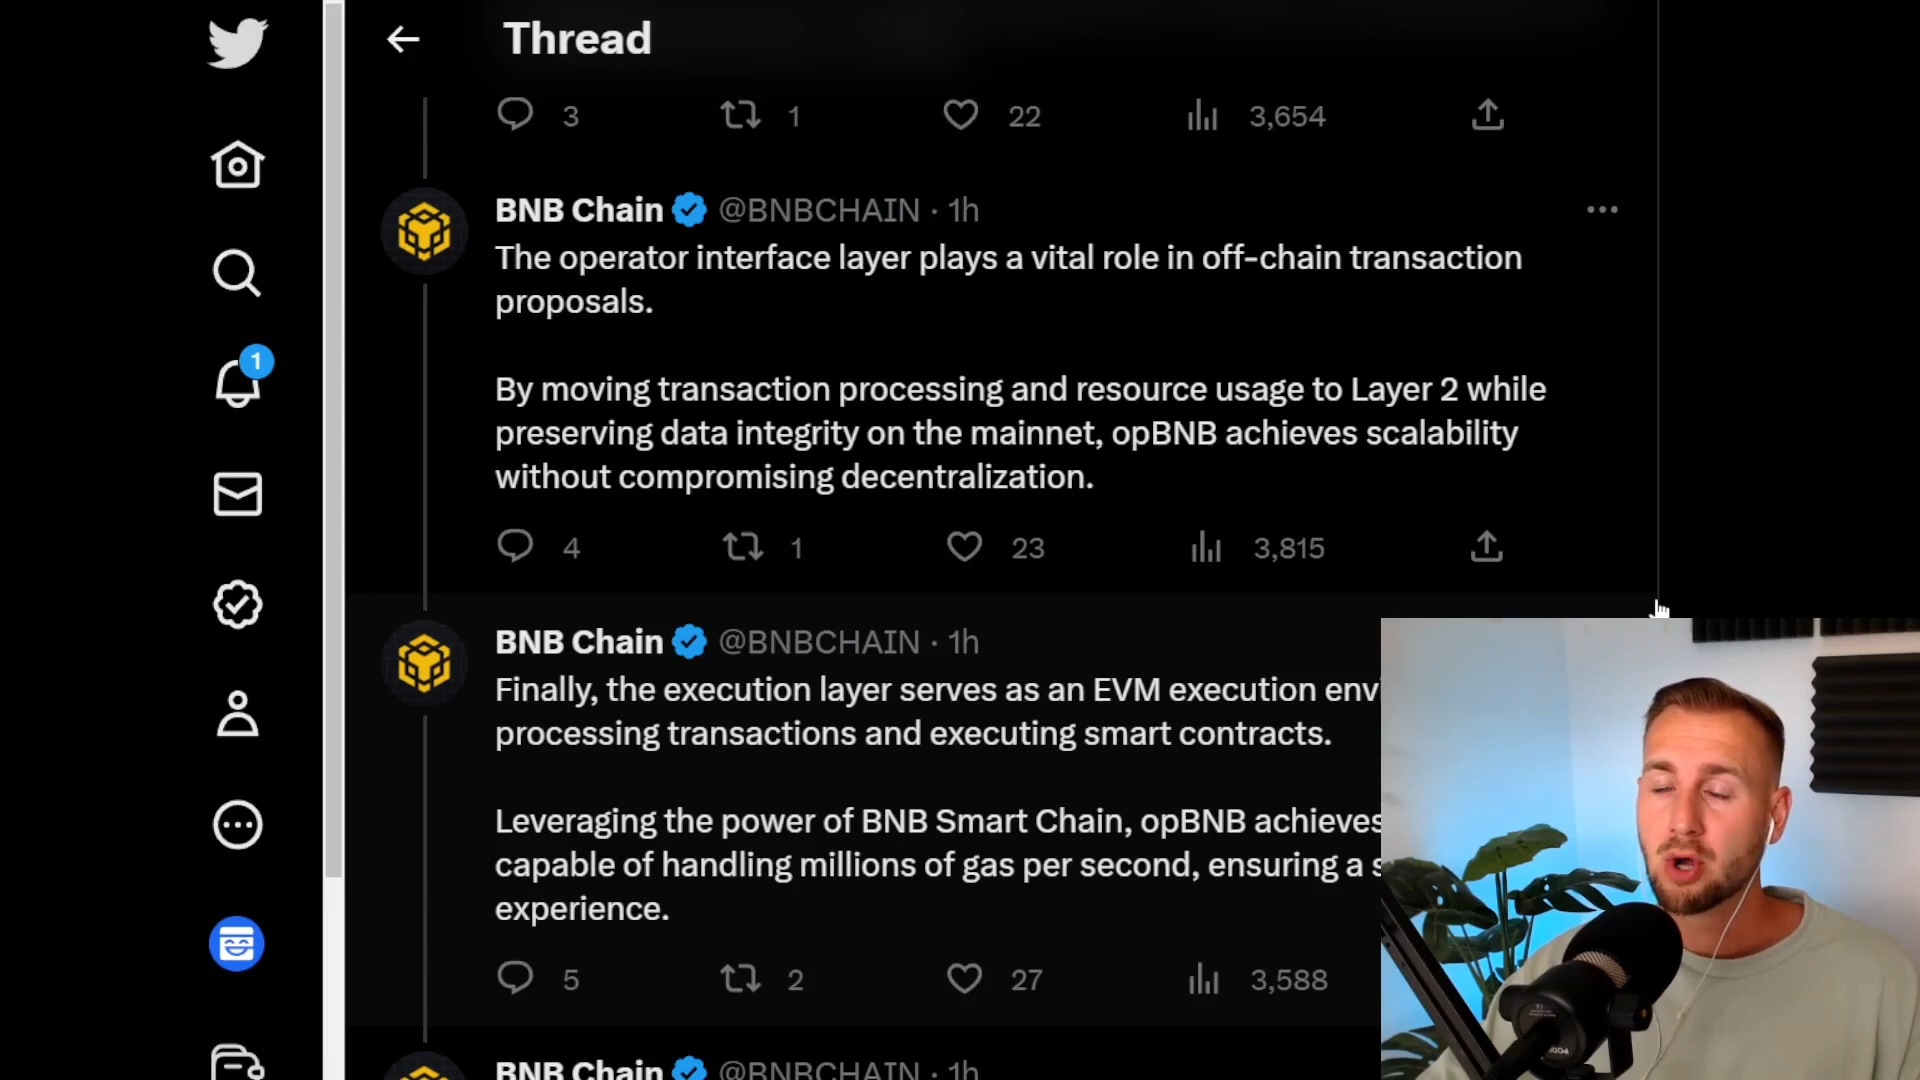 Thread
3 1 22 3,654
BNB Chain @BNBCHAIN · 1h
The operator interface layer plays a vital role in off-chain transaction
proposals.
By moving transaction processing and resource usage to Layer 2 while
preserving data integrity on the mainnet, opBNB achieves scalability
without compromising decentralization.
4 1 23 3,815
1
BNB Chain @BNBCHAIN · 1h
Finally, the execution layer serves as an EVM execution
processing transactions and executing smart contracts.
Leveraging the power of BNB Smart Chain, opBNB achieves
capable of handling millions of gas per second, ensuring a
experience.
5 2 27 3,588
BNB Chain @BNBCHAIN · 1h